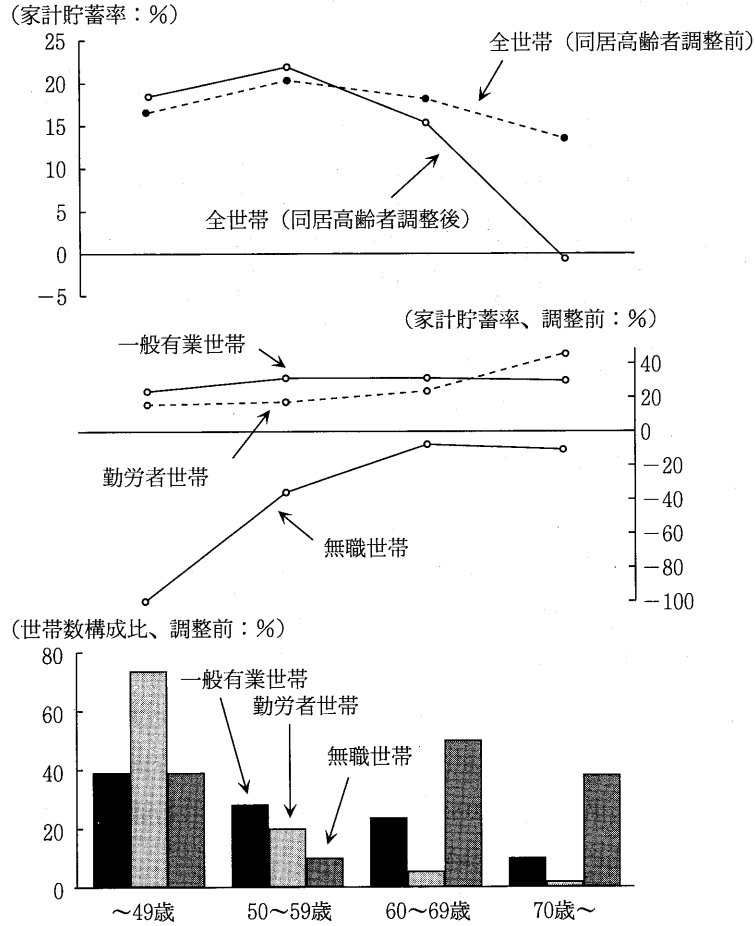 (家計貯蓄率:%)
25
全世帯(同居高齢者調整前)
20
15
10
5
全世帯(同居高齢者調整後)
0
-5
(家計貯蓄率、調整前:%)
一般有業世帯
40
20
0
勤労者世帯
-20
-40
無職世帯
-60
-80
-100
(世帯数構成比、調整前:%)
80
一般有業世帯
勤労者世帯
60
無職世帯
40
20
0
~49歳 50~59歳 60~69歳 70歳~